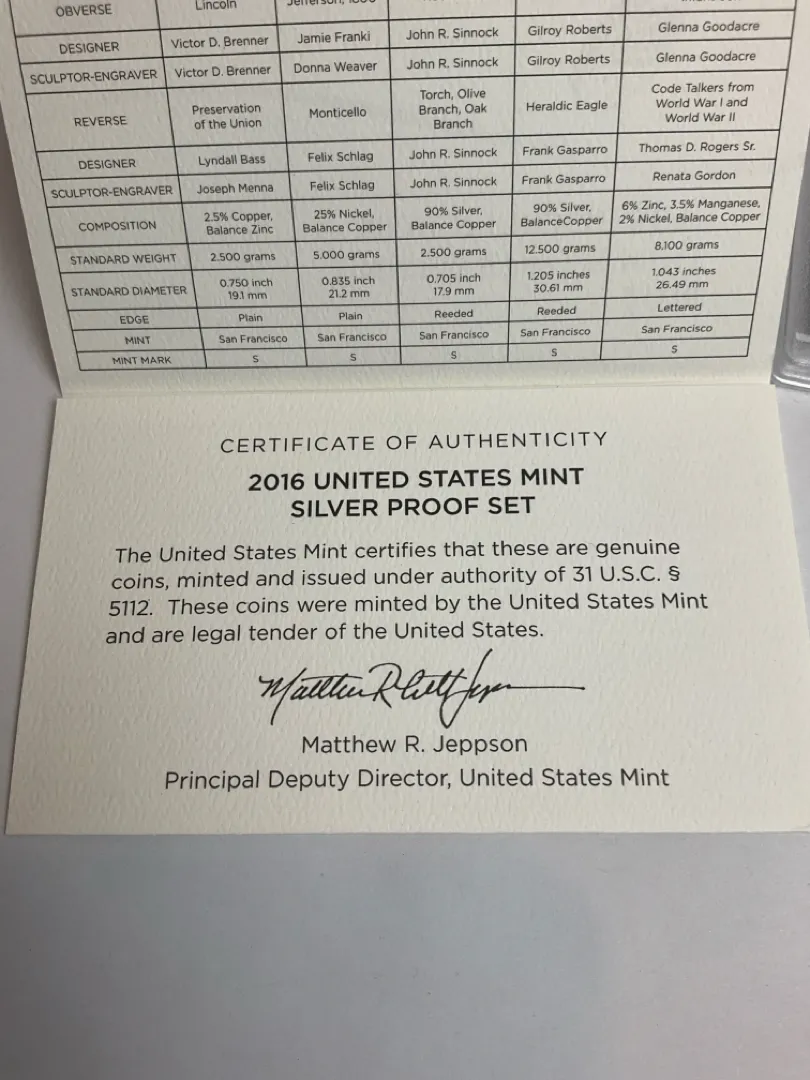 OBVERSE Lincoln Jefferson,
DESIGNER Victor D. Brenner Jamie Franki John R. Sinnock Gilroy Roberts Glenna Goodacre
SCULPTOR-ENGRAVER Victor D. Brenner Donna Weaver John R. Sinnock Gilroy Roberts Glenna Goodacre
REVERSE Preservation of the Union Monticello Torch, Olive Branch, Oak Branch Heraldic Eagle Code Talkers from World War I and World War II
DESIGNER Lyndall Bass Felix Schlag John R. Sinnock Frank Gasparro Thomas D. Rogers Sr.
SCULPTOR-ENGRAVER Joseph Menna Felix Schlag John R. Sinnock Frank Gasparro Renata Gordon
COMPOSITION 2.5% Copper, Balance Zinc 25% Nickel, Balance Copper 90% Silver, Balance Copper 90% Silver, BalanceCopper 6% Zinc, 3.5% Manganese, 2% Nickel, Balance Copper
STANDARD WEIGHT 2.500 grams 5.000 grams 2.500 grams 12.500 grams 8.100 grams
STANDARD DIAMETER 0.750 inch 19.1 mm 0.835 inch 21.2 mm 0.705 inch 17.9 mm 1.205 inches 30.61 mm 1.043 inches 26.49 mm
EDGE Plain Plain Reeded Reeded Lettered
MINT San Francisco San Francisco San Francisco San Francisco San Francisco
MINT MARK S S S S S
CERTIFICATE OF AUTHENTICITY
2016 UNITED STATES MINT
SILVER PROOF SET
The United States Mint certifies that these are genuine
coins, minted and issued under authority of 31 U.S.C. §
5112. These coins were minted by the United States Mint
and are legal tender of the United States.
Matthew R. Jeppson
Principal Deputy Director, United States Mint